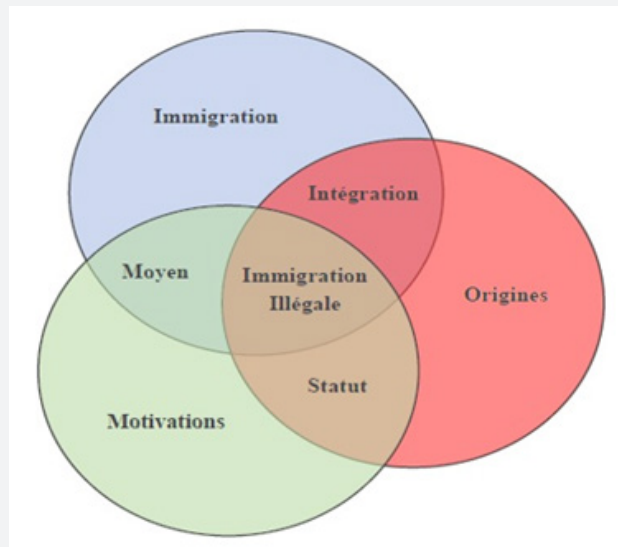 Immigration
Intégration
Moyen
Immigration
Illégale
Origines
Statut
Motivations